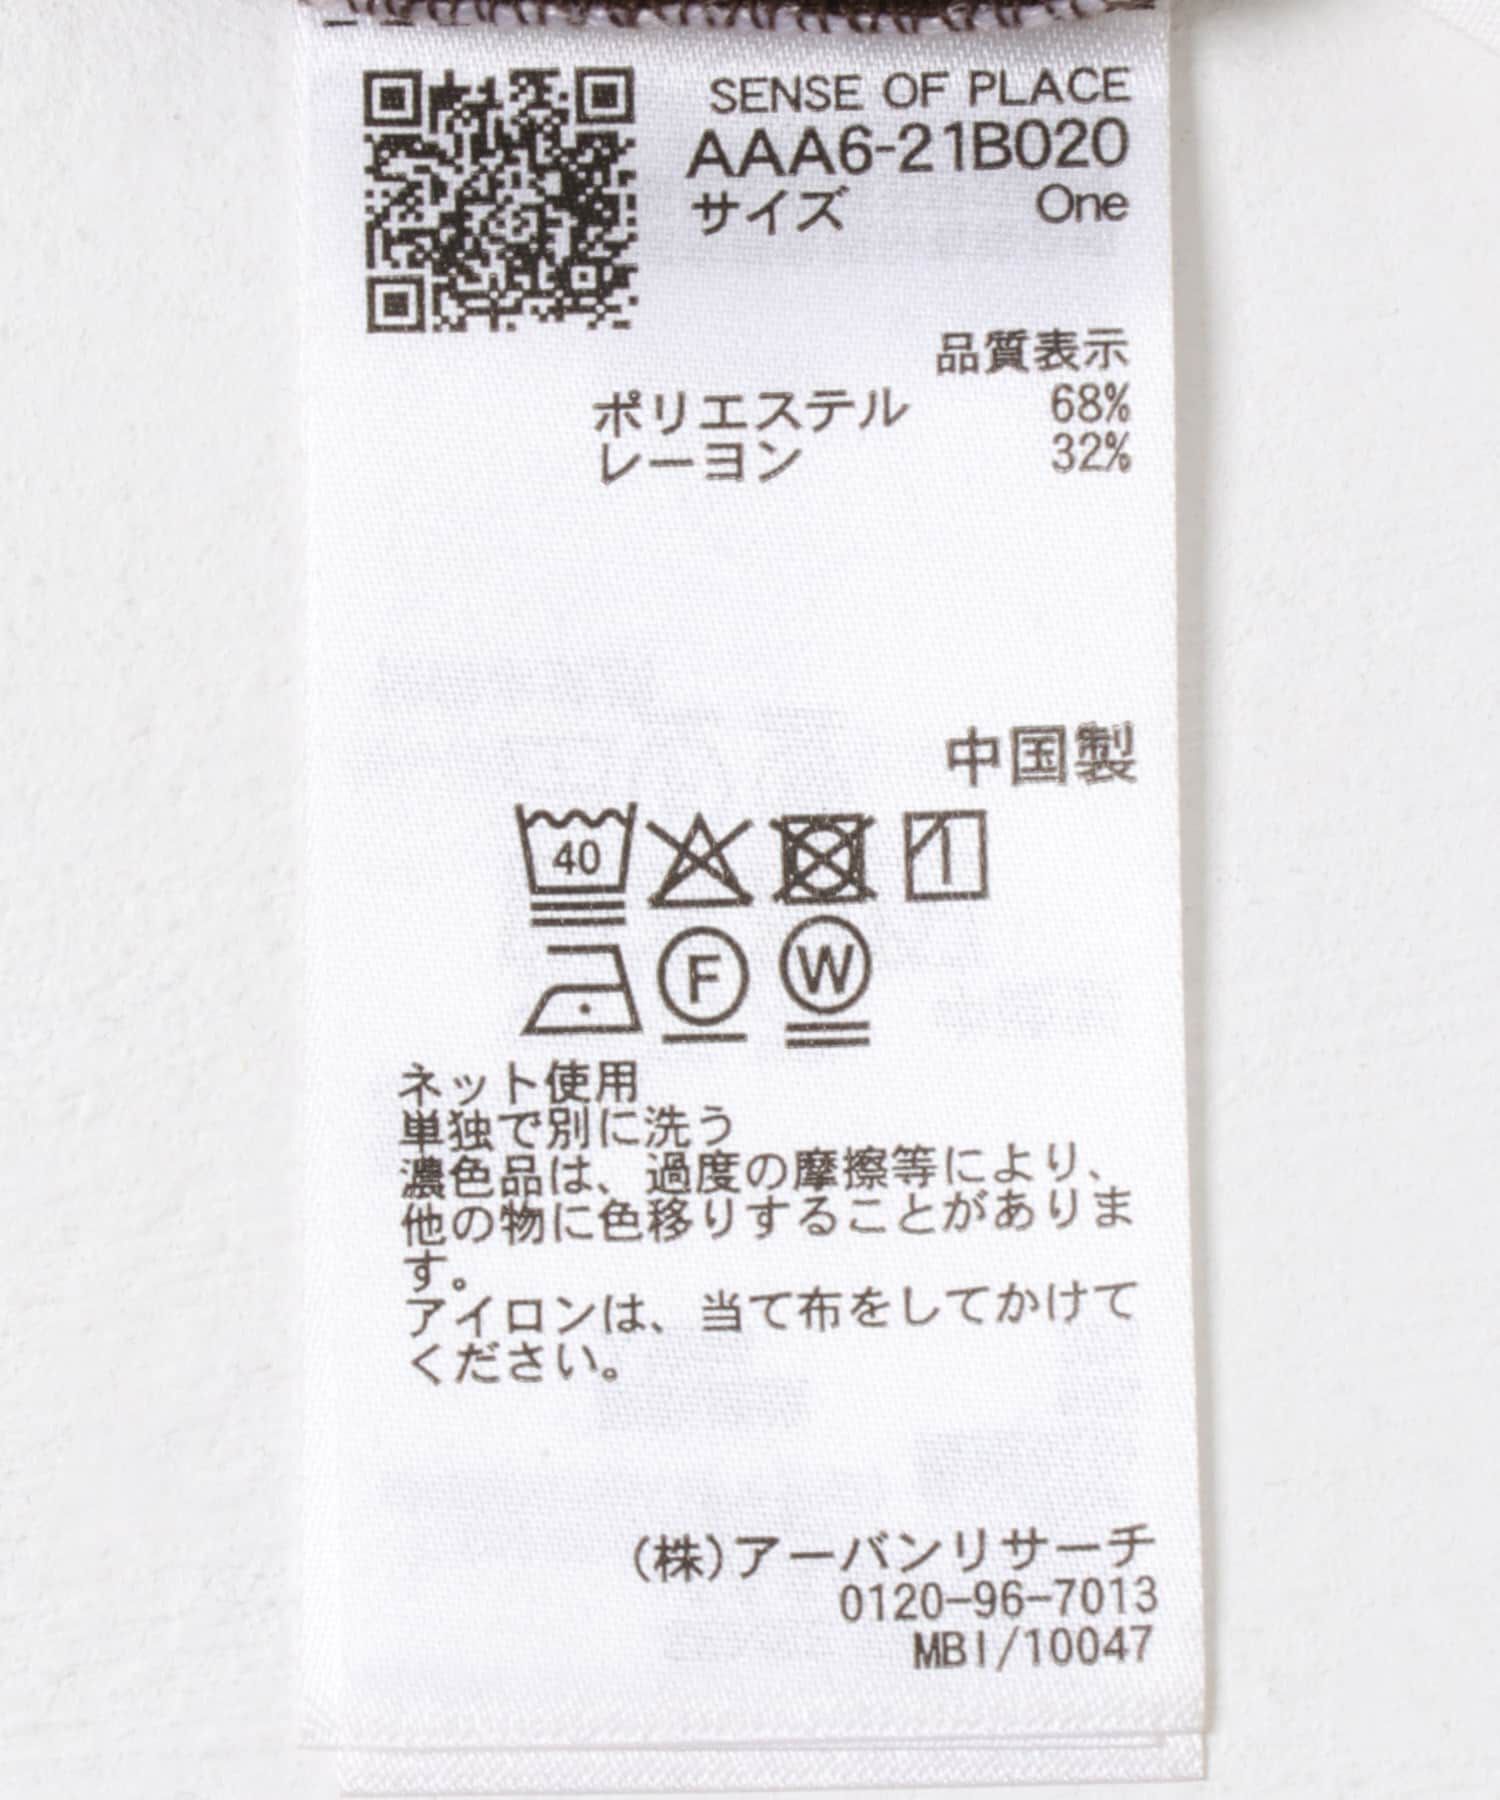 SENSE OF PLACE
AAA6-21B020
サイズ One
品質表示
ポリエステル 68%
レーヨン 32%
中国製
40
F W
ネット使用
単独で別に洗う
濃色品は、過度の摩擦等により、
他の物に色移りすることがありま
す。
アイロンは、当て布をしてかけて
ください。
(株)アーバンリサーチ
0120-96-7013
MBI/10047